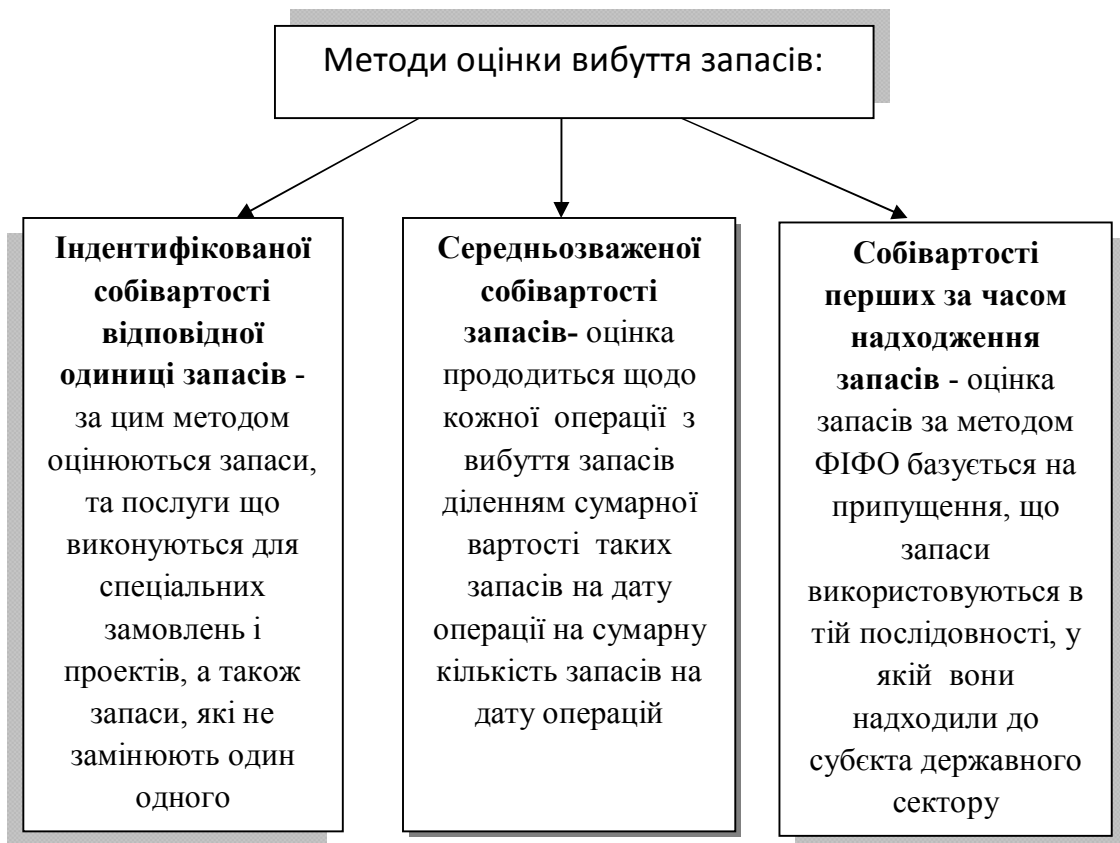 Методи оцінки вибуття запасів:
Індентифікованої
собівартості
відповідної
одиниці запасів -
за цим методом
оцінюються запаси,
та послуги що
виконуються для
спеціальних
замовлень і
проектів, а також
запаси, які не
замінюють один
одного
Середньозваженої
собівартості
запасів- оцінка
прододиться щодо
кожної операції з
вибуття запасів
діленням сумарної
вартості таких
запасів на дату
операції на сумарну
кількість запасів на
дату операцій
Собівартості
перших за часом
надходження
запасів - оцінка
запасів за методом
ФІФО базується на
припущення, що
запаси
використовуються в
тій послідовності, у
якій вони
надходили до
субєкта державного
сектору